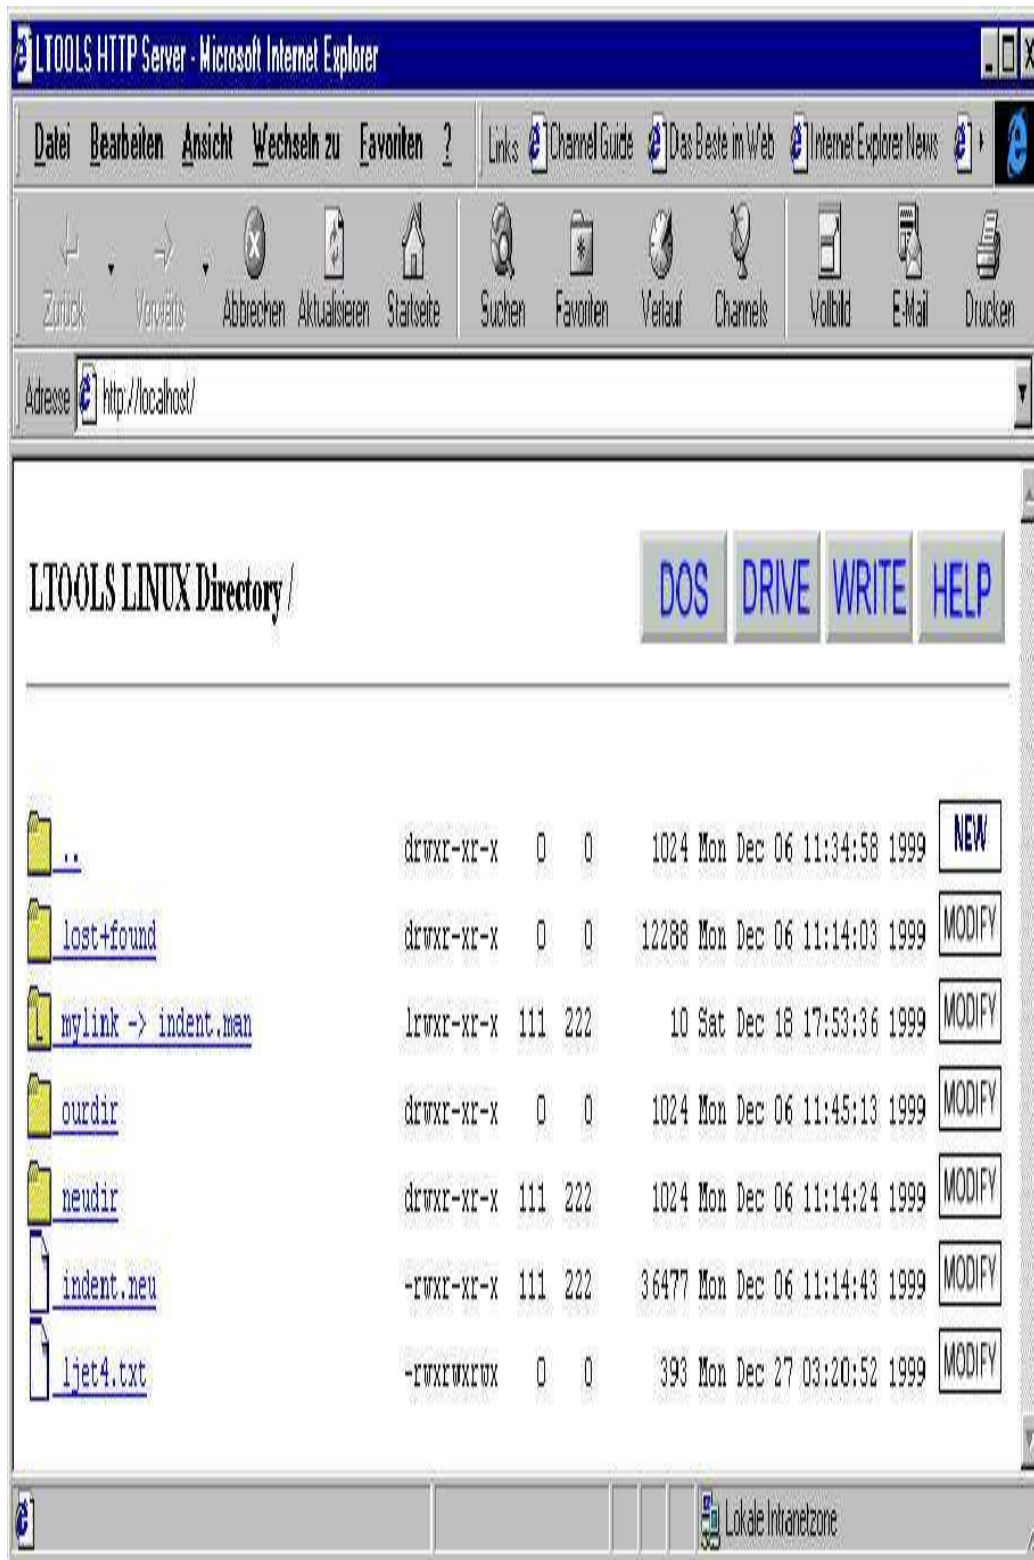 LTOOLS HTTP Server - Microsoft Internet Explorer
Datei Bearbeiten Ansicht Wechseln zu Favoriten ? Links Channel Guide Das Beste im Web Internet Explorer News
Zurück Vorwärts Abbrechen Aktualisieren Startseite Suchen Favoriten Verlauf Channels Vollbild E-Mail Drucken
Adresse http://localhost/
LTOOLS LINUX Directory / DOS DRIVE WRITE HELP
.. drwxr-xr-x 0 0 1024 Mon Dec 06 11:34:58 1999 NEW
lost+found drwxr-xr-x 0 0 12288 Mon Dec 06 11:14:03 1999 MODIFY
mylink -> indent.man lrwxr-xr-x 111 222 10 Sat Dec 18 17:53:36 1999 MODIFY
ourdir drwxr-xr-x 0 0 1024 Mon Dec 06 11:45:13 1999 MODIFY
neudir drwxr-xr-x 111 222 1024 Mon Dec 06 11:14:24 1999 MODIFY
indent.neu -rwxr-xr-x 111 222 36477 Mon Dec 06 11:14:43 1999 MODIFY
ljet4.txt -rwxrwxrwx 0 0 393 Mon Dec 27 03:20:52 1999 MODIFY
Lokale Intranetzone